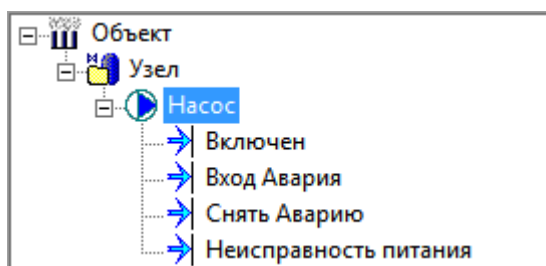 Объект
Узел
Насос
Включен
Вход Авария
Снять Аварию
Неисправность питания